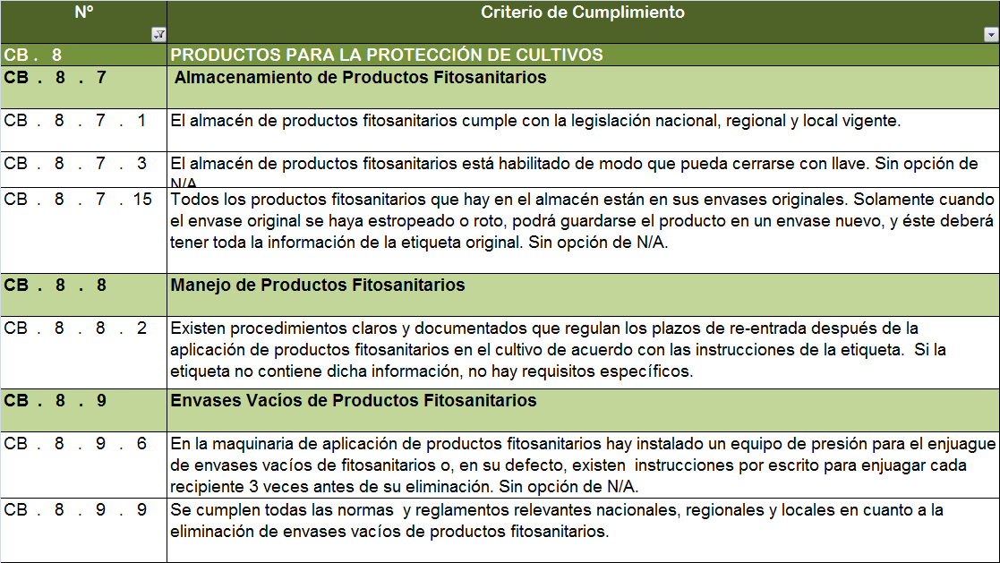 Nº Criterio de Cumplimiento
CB . 8 PRODUCTOS PARA LA PROTECCIÓN DE CULTIVOS
CB . 8 . 7 Almacenamiento de Productos Fitosanitarios
CB . 8 . 7 . 1 El almacén de productos fitosanitarios cumple con la legislación nacional, regional y local vigente.
CB . 8 . 7 . 3 El almacén de productos fitosanitarios está habilitado de modo que pueda cerrarse con llave. Sin opción de
N/A
CB . 8 . 7 . 15 Todos los productos fitosanitarios que hay en el almacén están en sus envases originales. Solamente cuando
el envase original se haya estropeado o roto, podrá guardarse el producto en un envase nuevo, y éste deberá
tener toda la información de la etiqueta original. Sin opción de N/A.
CB . 8 . 8 Manejo de Productos Fitosanitarios
CB . 8 . 8 . 2 Existen procedimientos claros y documentados que regulan los plazos de re-entrada después de la
aplicación de productos fitosanitarios en el cultivo de acuerdo con las instrucciones de la etiqueta. Si la
etiqueta no contiene dicha información, no hay requisitos específicos.
CB . 8 . 9 Envases Vacíos de Productos Fitosanitarios
CB . 8 . 9 . 6 En la maquinaria de aplicación de productos fitosanitarios hay instalado un equipo de presión para el enjuague
de envases vacíos de fitosanitarios o, en su defecto, existen instrucciones por escrito para enjuagar cada
recipiente 3 veces antes de su eliminación. Sin opción de N/A.
CB . 8 . 9 . 9 Se cumplen todas las normas y reglamentos relevantes nacionales, regionales y locales en cuanto a la
eliminación de envases vacíos de productos fitosanitarios.